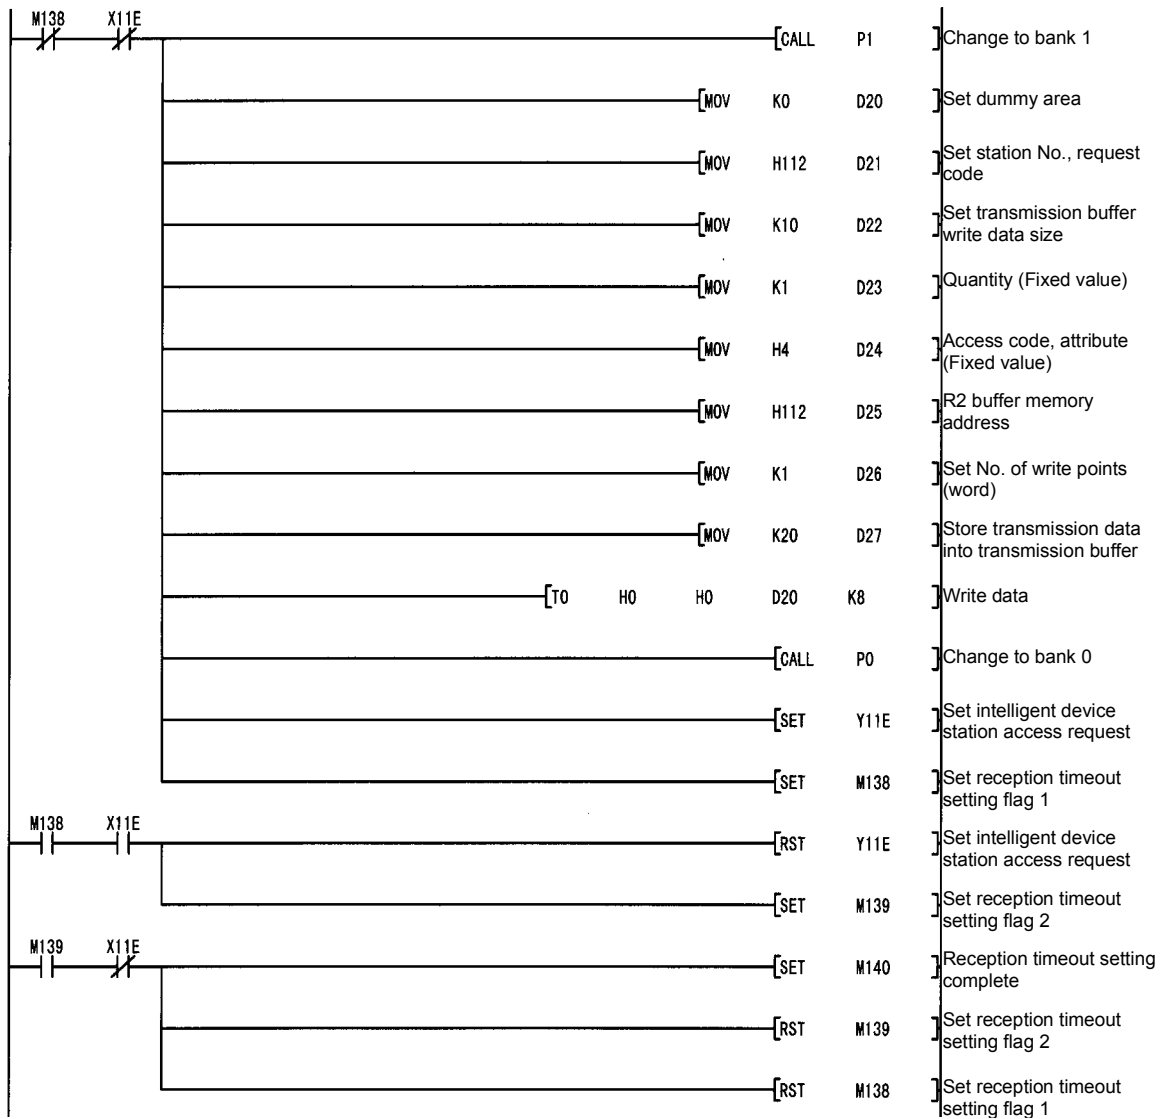 M138 X11E
[CALL P1 ] Change to bank 1
[MOV K0 D20 ] Set dummy area
[MOV H112 D21 ] Set station No., request
code
[MOV K10 D22 ] Set transmission buffer
write data size
[MOV K1 D23 ] Quantity (Fixed value)
[MOV H4 D24 ] Access code, attribute
(Fixed value)
[MOV H112 D25 ] R2 buffer memory
address
[MOV K1 D26 ] Set No. of write points
(word)
[MOV K20 D27 ] Store transmission data
into transmission buffer
[TO H0 H0 D20 K8 ] Write data
[CALL P0 ] Change to bank 0
[SET Y11E ] Set intelligent device
station access request
[SET M138 ] Set reception timeout
setting flag 1
M138 X11E
[RST Y11E ] Set intelligent device
station access request
[SET M139 ] Set reception timeout
setting flag 2
M139 X11E
[SET M140 ] Reception timeout setting
complete
[RST M139 ] Set reception timeout
setting flag 2
[RST M138 ] Set reception timeout
setting flag 1